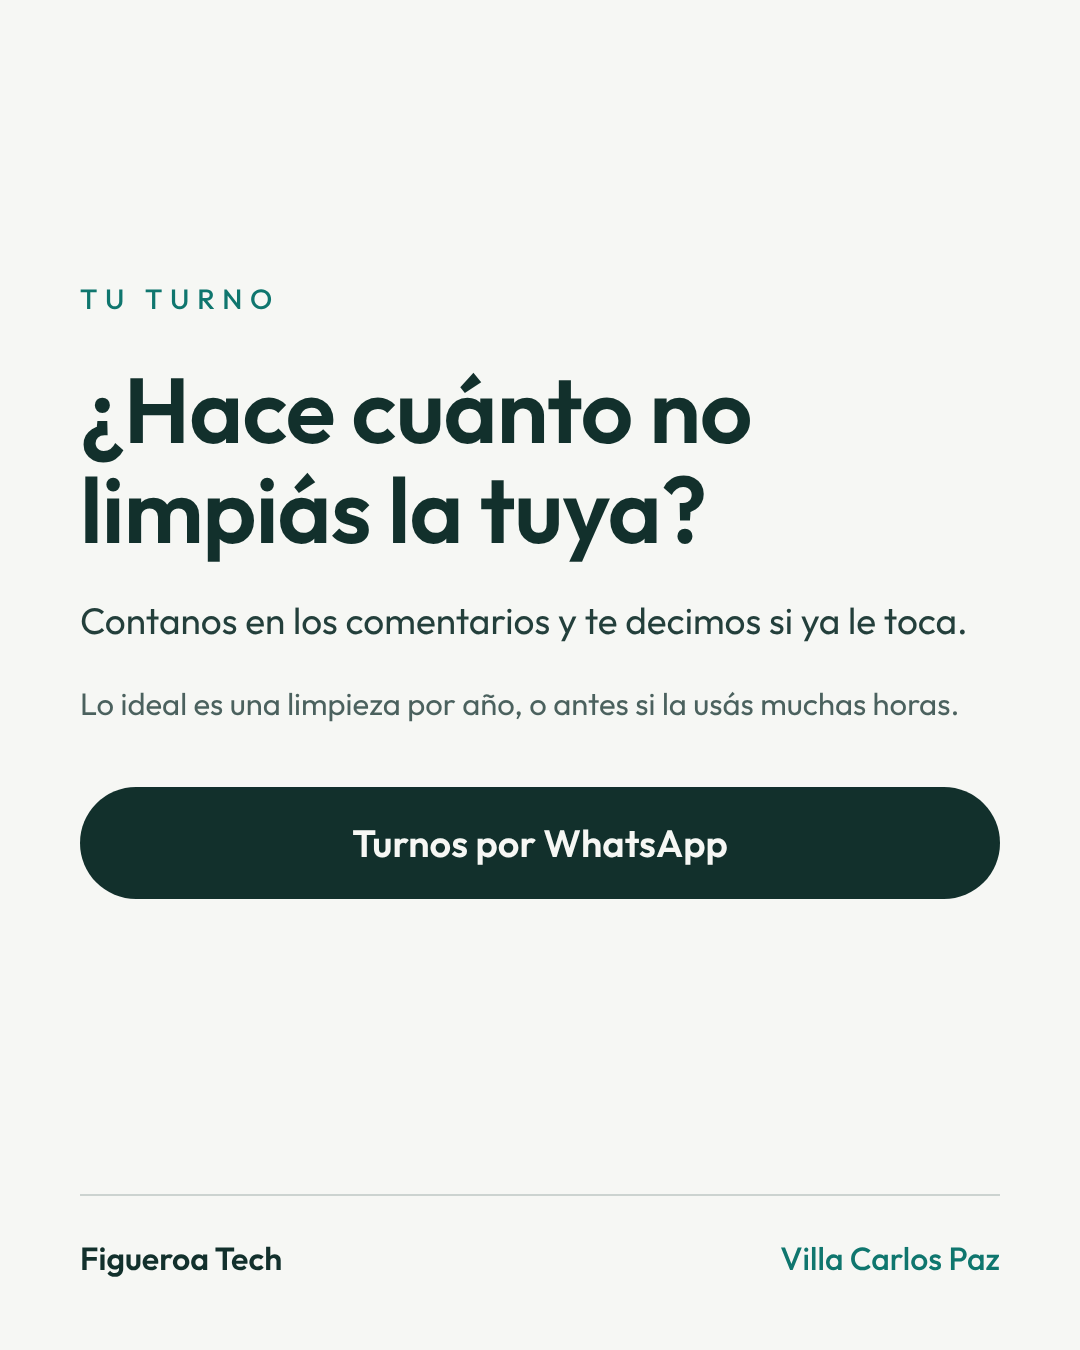 TU TURNO
¿Hace cuánto no
limpiás la tuya?
Contanos en los comentarios y te decimos si ya le toca.
Lo ideal es una limpieza por año, o antes si la usás muchas horas.
Turnos por WhatsApp
Figueroa Tech
Villa Carlos Paz